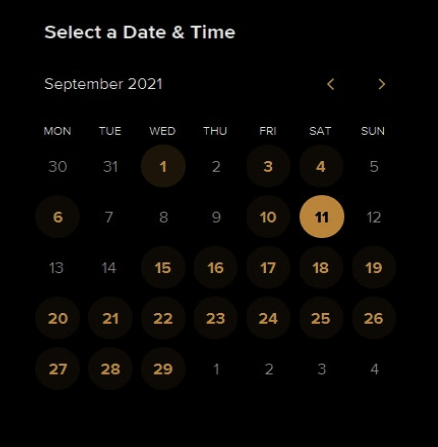 Select a Date & Time
September 2021
MON TUE WED THU FRI SAT SUN
30 31 1 2 3 4 5
6 7 8 9 10 11 12
13 14 15 16 17 18 19
20 21 22 23 24 25 26
27 28 29 1 2 3 4